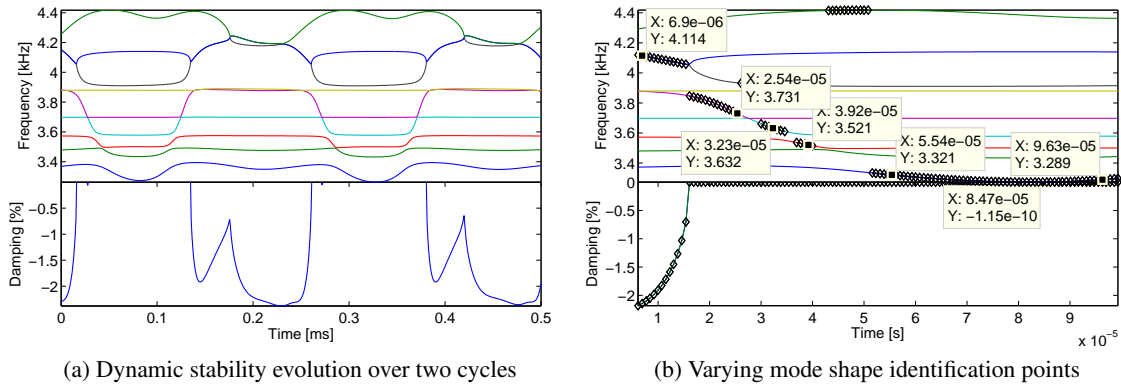 4.4
4.2
4
3.8
3.6
3.4
Frequency [kHz]
0
−0.5
−1
−1.5
−2
Damping [%]
0
0.1
0.2
0.3
0.4
0.5
Time [ms]
(a) Dynamic stability evolution over two cycles
4.4
4.2
4
3.8
3.6
3.4
Frequency [kHz]
X: 6.9e-06
Y: 4.114
X: 2.54e-05
Y: 3.731
X: 3.92e-05
Y: 3.521
X: 3.23e-05
Y: 3.632
X: 5.54e-05
Y: 3.321
X: 9.63e-05
Y: 3.289
X: 8.47e-05
Y: -1.15e-10
0
−0.5
−1
−1.5
−2
Damping [%]
1
2
3
4
5
6
7
8
9
Time [s]
x 10⁻⁵
(b) Varying mode shape identification points